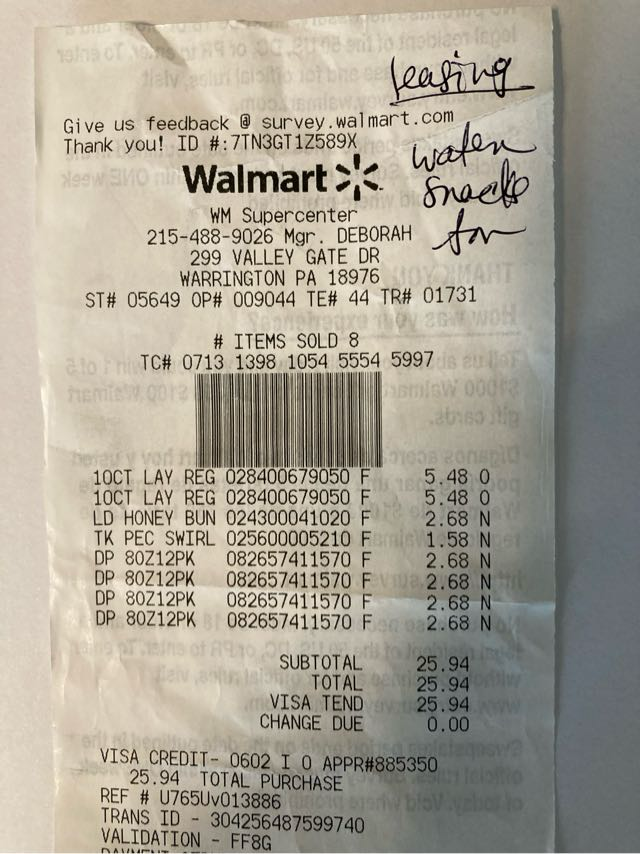 leasing
Give us feedback @ survey.walmart.com
Thank you! ID #:7TN3GT1Z589X
water
snacks
for
Walmart
WM Supercenter
215-488-9026 Mgr. DEBORAH
299 VALLEY GATE DR
WARRINGTON PA 18976
ST# 05649 OP# 009044 TE# 44 TR# 01731
# ITEMS SOLD 8
TC# 0713 1398 1054 5554 5997
10CT LAY REG 028400679050 F 5.48 O
10CT LAY REG 028400679050 F 5.48 O
LD HONEY BUN 024300041020 F 2.68 N
TK PEC SWIRL 025600005210 F 1.58 N
DP 8OZ12PK 082657411570 F 2.68 N
DP 8OZ12PK 082657411570 F 2.68 N
DP 8OZ12PK 082657411570 F 2.68 N
DP 8OZ12PK 082657411570 F 2.68 N
SUBTOTAL 25.94
TOTAL 25.94
VISA TEND 25.94
CHANGE DUE 0.00
VISA CREDIT- 0602 I 0 APPR#885350
25.94 TOTAL PURCHASE
REF # U765Uv013886
TRANS ID - 304256487599740
VALIDATION - FF8G